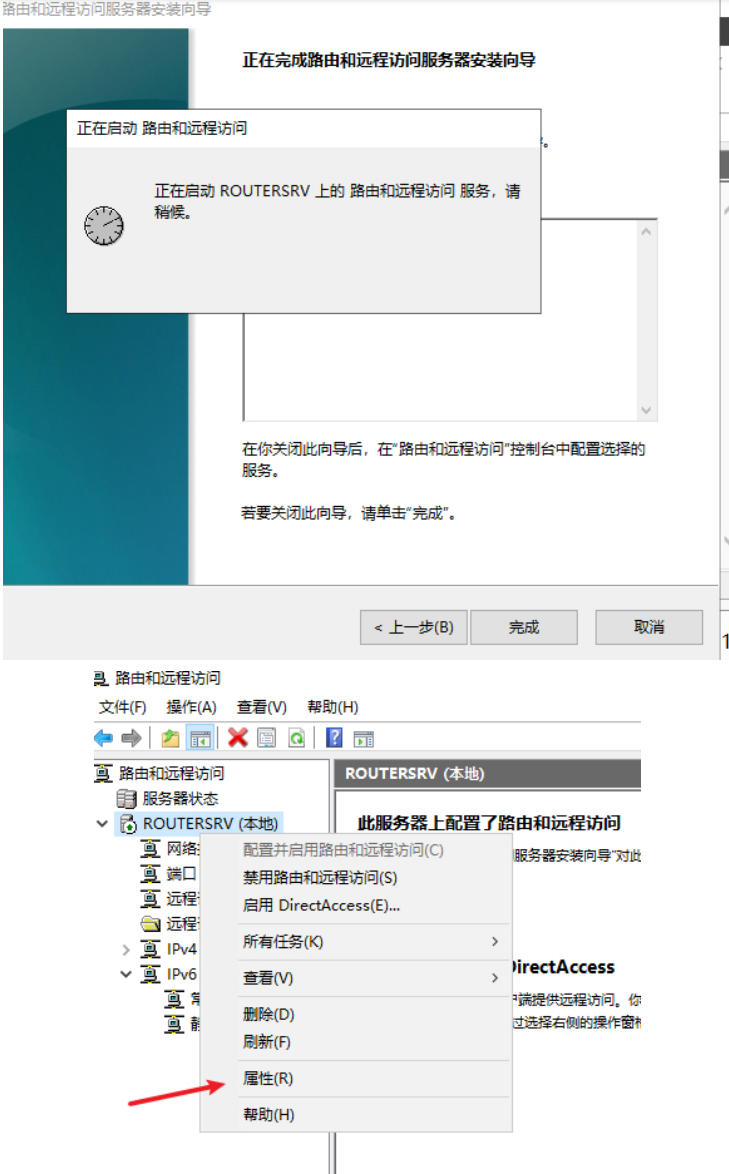 路由和远程访问服务器安装向导
正在完成路由和远程访问服务器安装向导
正在启动 路由和远程访问
正在启动 ROUTERSRV 上的 路由和远程访问 服务，请
稍候。
在你关闭此向导后，在"路由和远程访问"控制台中配置选择的
服务。
若要关闭此向导，请单击"完成"。
< 上一步(B)
完成
取消
路由和远程访问
文件(F) 操作(A) 查看(V) 帮助(H)
路由和远程访问
ROUTERSRV (本地)
服务器状态
ROUTERSRV (本地)
此服务器上配置了路由和远程访问
网络
配置并启用路由和远程访问(C)
服务器安装向导"对此
端口
禁用路由和远程访问(S)
远程
启用 DirectAccess(E)...
远程
所有任务(K)
IPv4
DirectAccess
IPv6
查看(V)
户端提供远程访问。你
删除(D)
过选择右侧的操作窗格
刷新(F)
属性(R)
帮助(H)